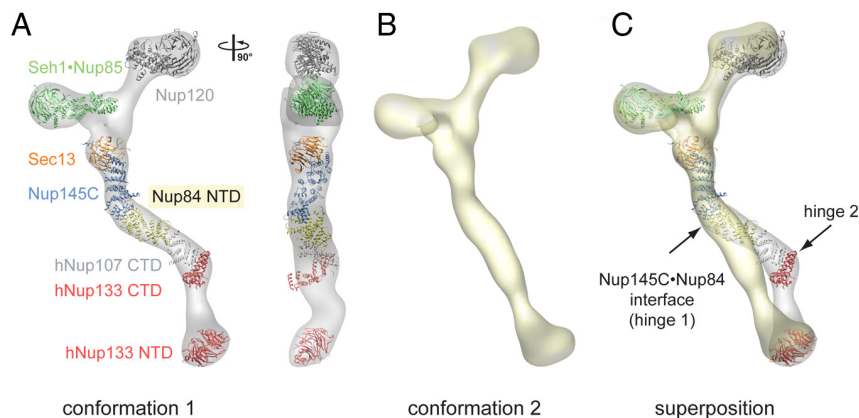 A
B
C
90°
Seh1•Nup85
Nup120
Sec13
Nup145C
Nup84 NTD
hNup107 CTD
hNup133 CTD
hNup133 NTD
hinge 2
Nup145C•Nup84
interface
(hinge 1)
conformation 1
conformation 2
superposition